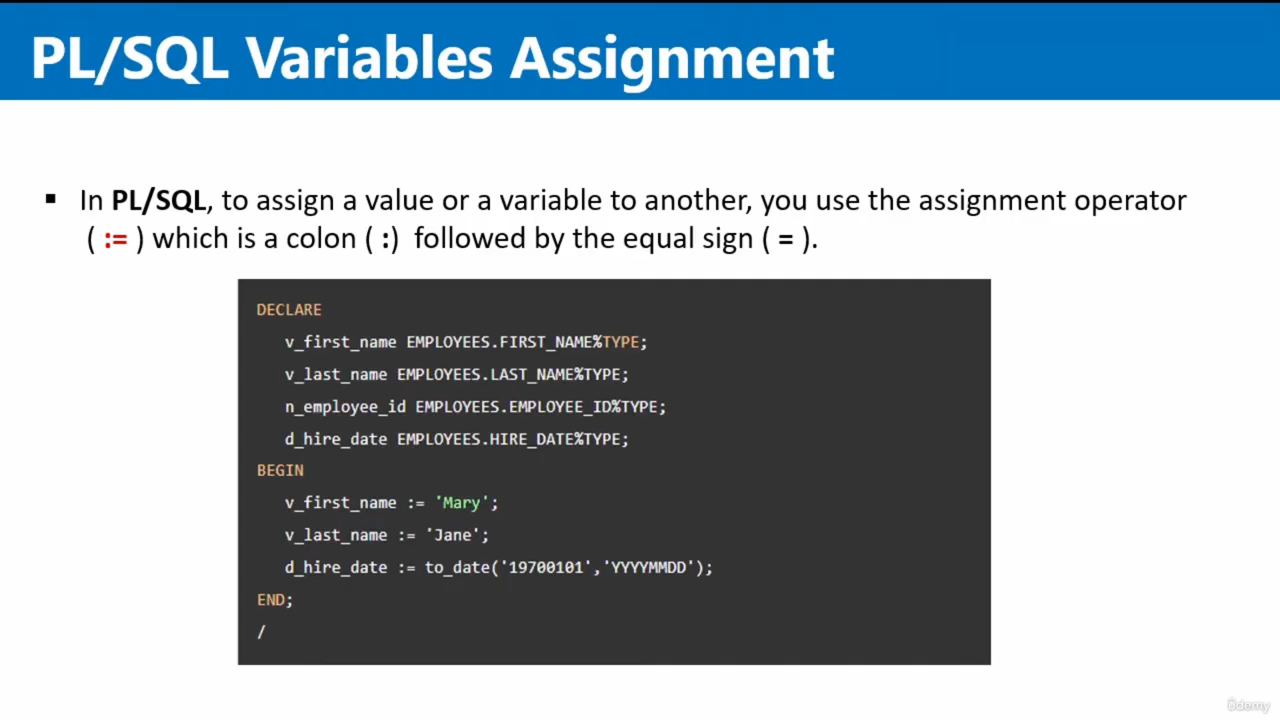 PL/SQL Variables Assignment
▪ In PL/SQL, to assign a value or a variable to another, you use the assignment operator
( := ) which is a colon ( :) followed by the equal sign ( = ).
DECLARE
v_first_name EMPLOYEES.FIRST_NAME%TYPE;
v_last_name EMPLOYEES.LAST_NAME%TYPE;
n_employee_id EMPLOYEES.EMPLOYEE_ID%TYPE;
d_hire_date EMPLOYEES.HIRE_DATE%TYPE;
BEGIN
v_first_name := 'Mary';
v_last_name := 'Jane';
d_hire_date := to_date('19700101','YYYYMMDD');
END;
/
ûdemy